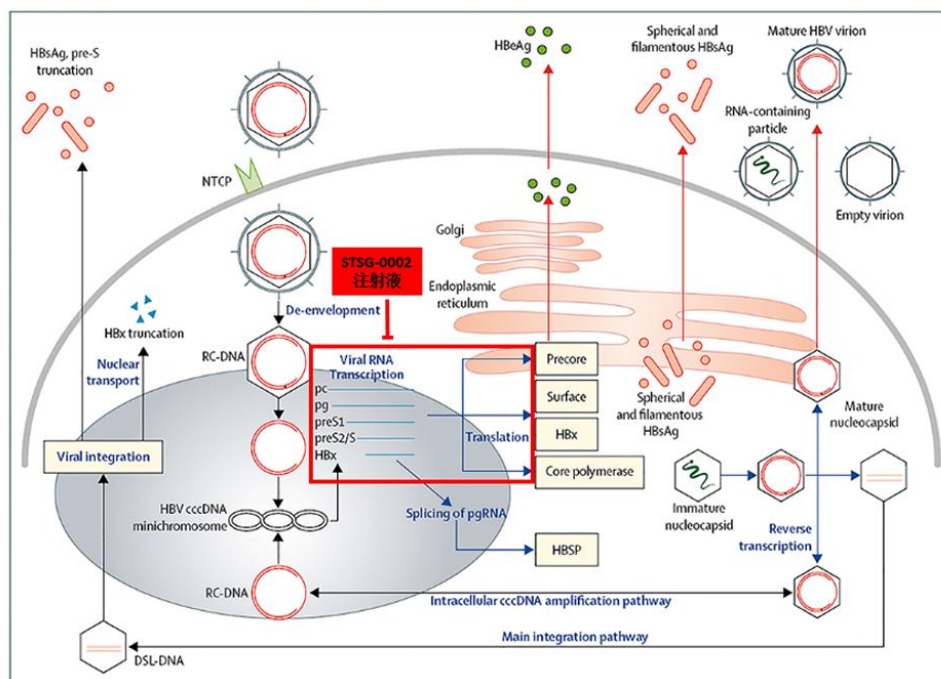 HBsAg, pre-S
truncation
HBeAg
Spherical and
filamentous HBsAg
Mature HBV virion
RNA-containing
particle
Empty virion
NTCP
Golgi
Endoplasmic
reticulum
STSG-0002
注射液
De-envelopment
HBx truncation
Nuclear
transport
RC-DNA
Viral RNA
Transcription
pc
pg
preS1
preS2/S
HBx
Translation
Precore
Surface
HBx
Core polymerase
Spherical
and filamentous
HBsAg
Mature
nucleocapsid
Viral integration
HBV cccDNA
minichromosome
Splicing of pgRNA
HBSP
Immature
nucleocapsid
Reverse
transcription
RC-DNA
Intracellular cccDNA amplification pathway
Main integration pathway
DSL-DNA